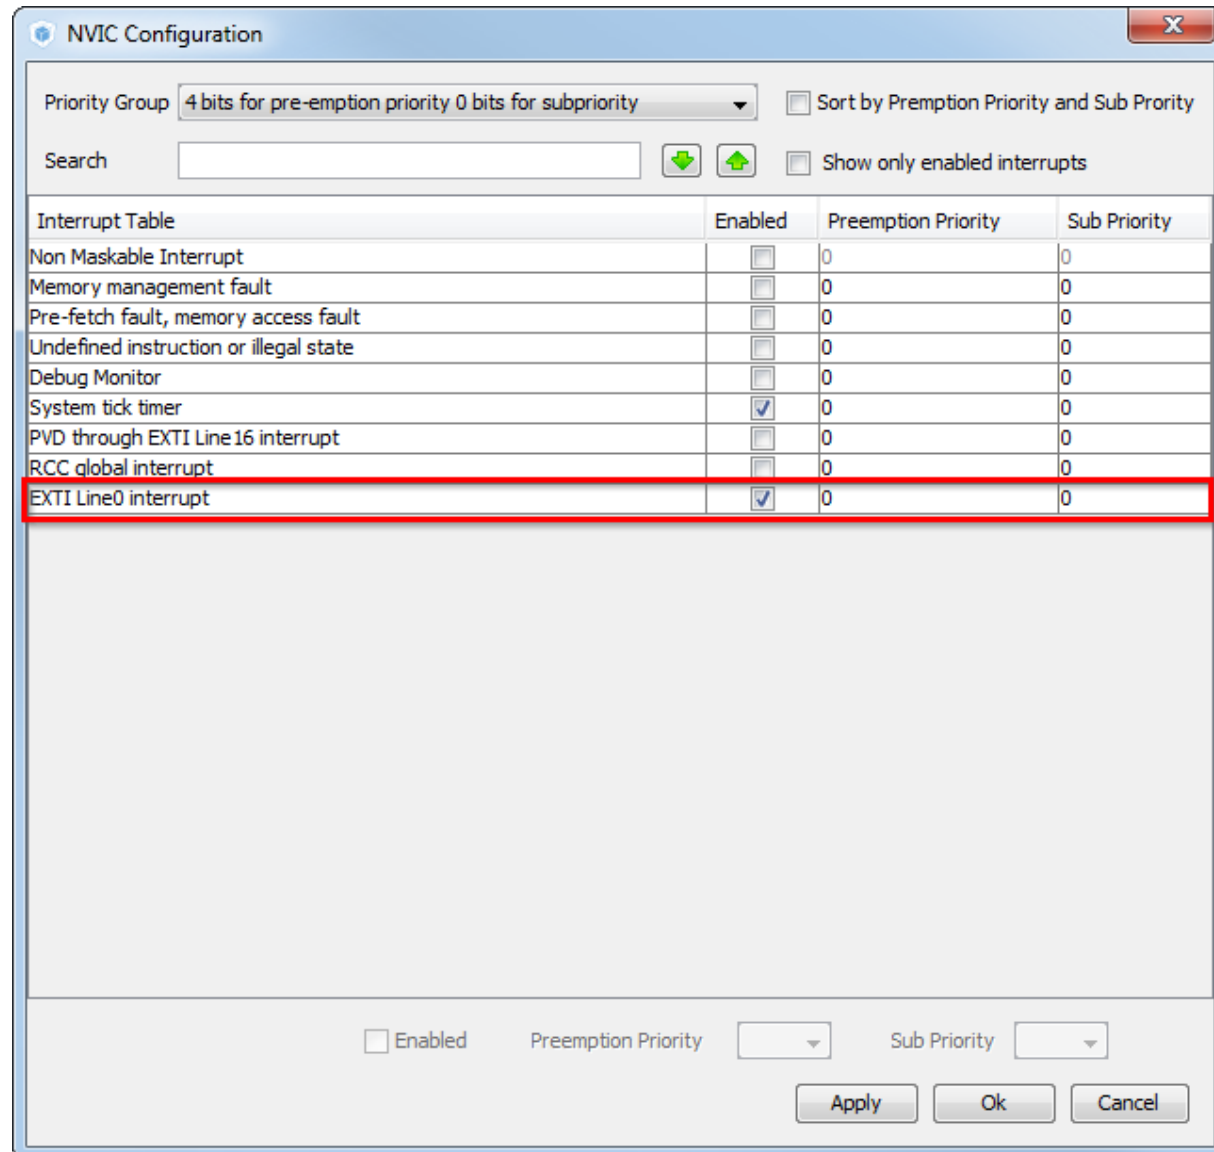 NVIC Configuration
Priority Group 4 bits for pre-emption priority 0 bits for subpriority Sort by Premption Priority and Sub Prority
Search Show only enabled interrupts
Interrupt Table Enabled Preemption Priority Sub Priority
Non Maskable Interrupt 0 0
Memory management fault 0 0
Pre-fetch fault, memory access fault 0 0
Undefined instruction or illegal state 0 0
Debug Monitor 0 0
System tick timer 0 0
PVD through EXTI Line16 interrupt 0 0
RCC global interrupt 0 0
EXTI Line0 interrupt 0 0
Enabled Preemption Priority Sub Priority
Apply Ok Cancel